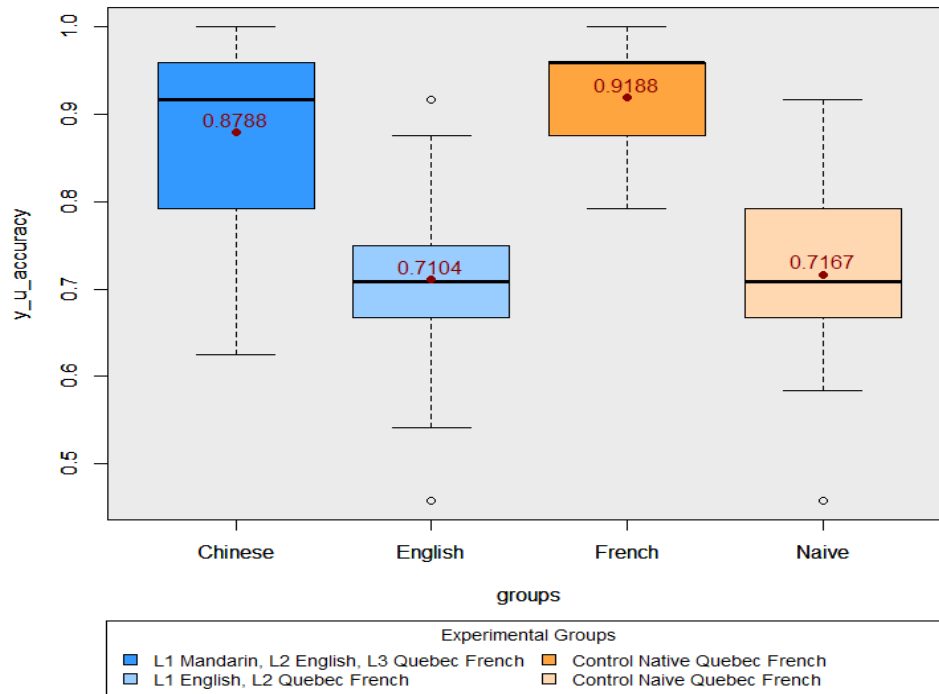 1.0
0.9
0.8
0.7
0.6
0.5
y_u_accuracy
0.8788
0.7104
0.9188
0.7167
Chinese English French Naive
groups
Experimental Groups
L1 Mandarin, L2 English, L3 Quebec French Control Native Quebec French
L1 English, L2 Quebec French Control Naive Quebec French